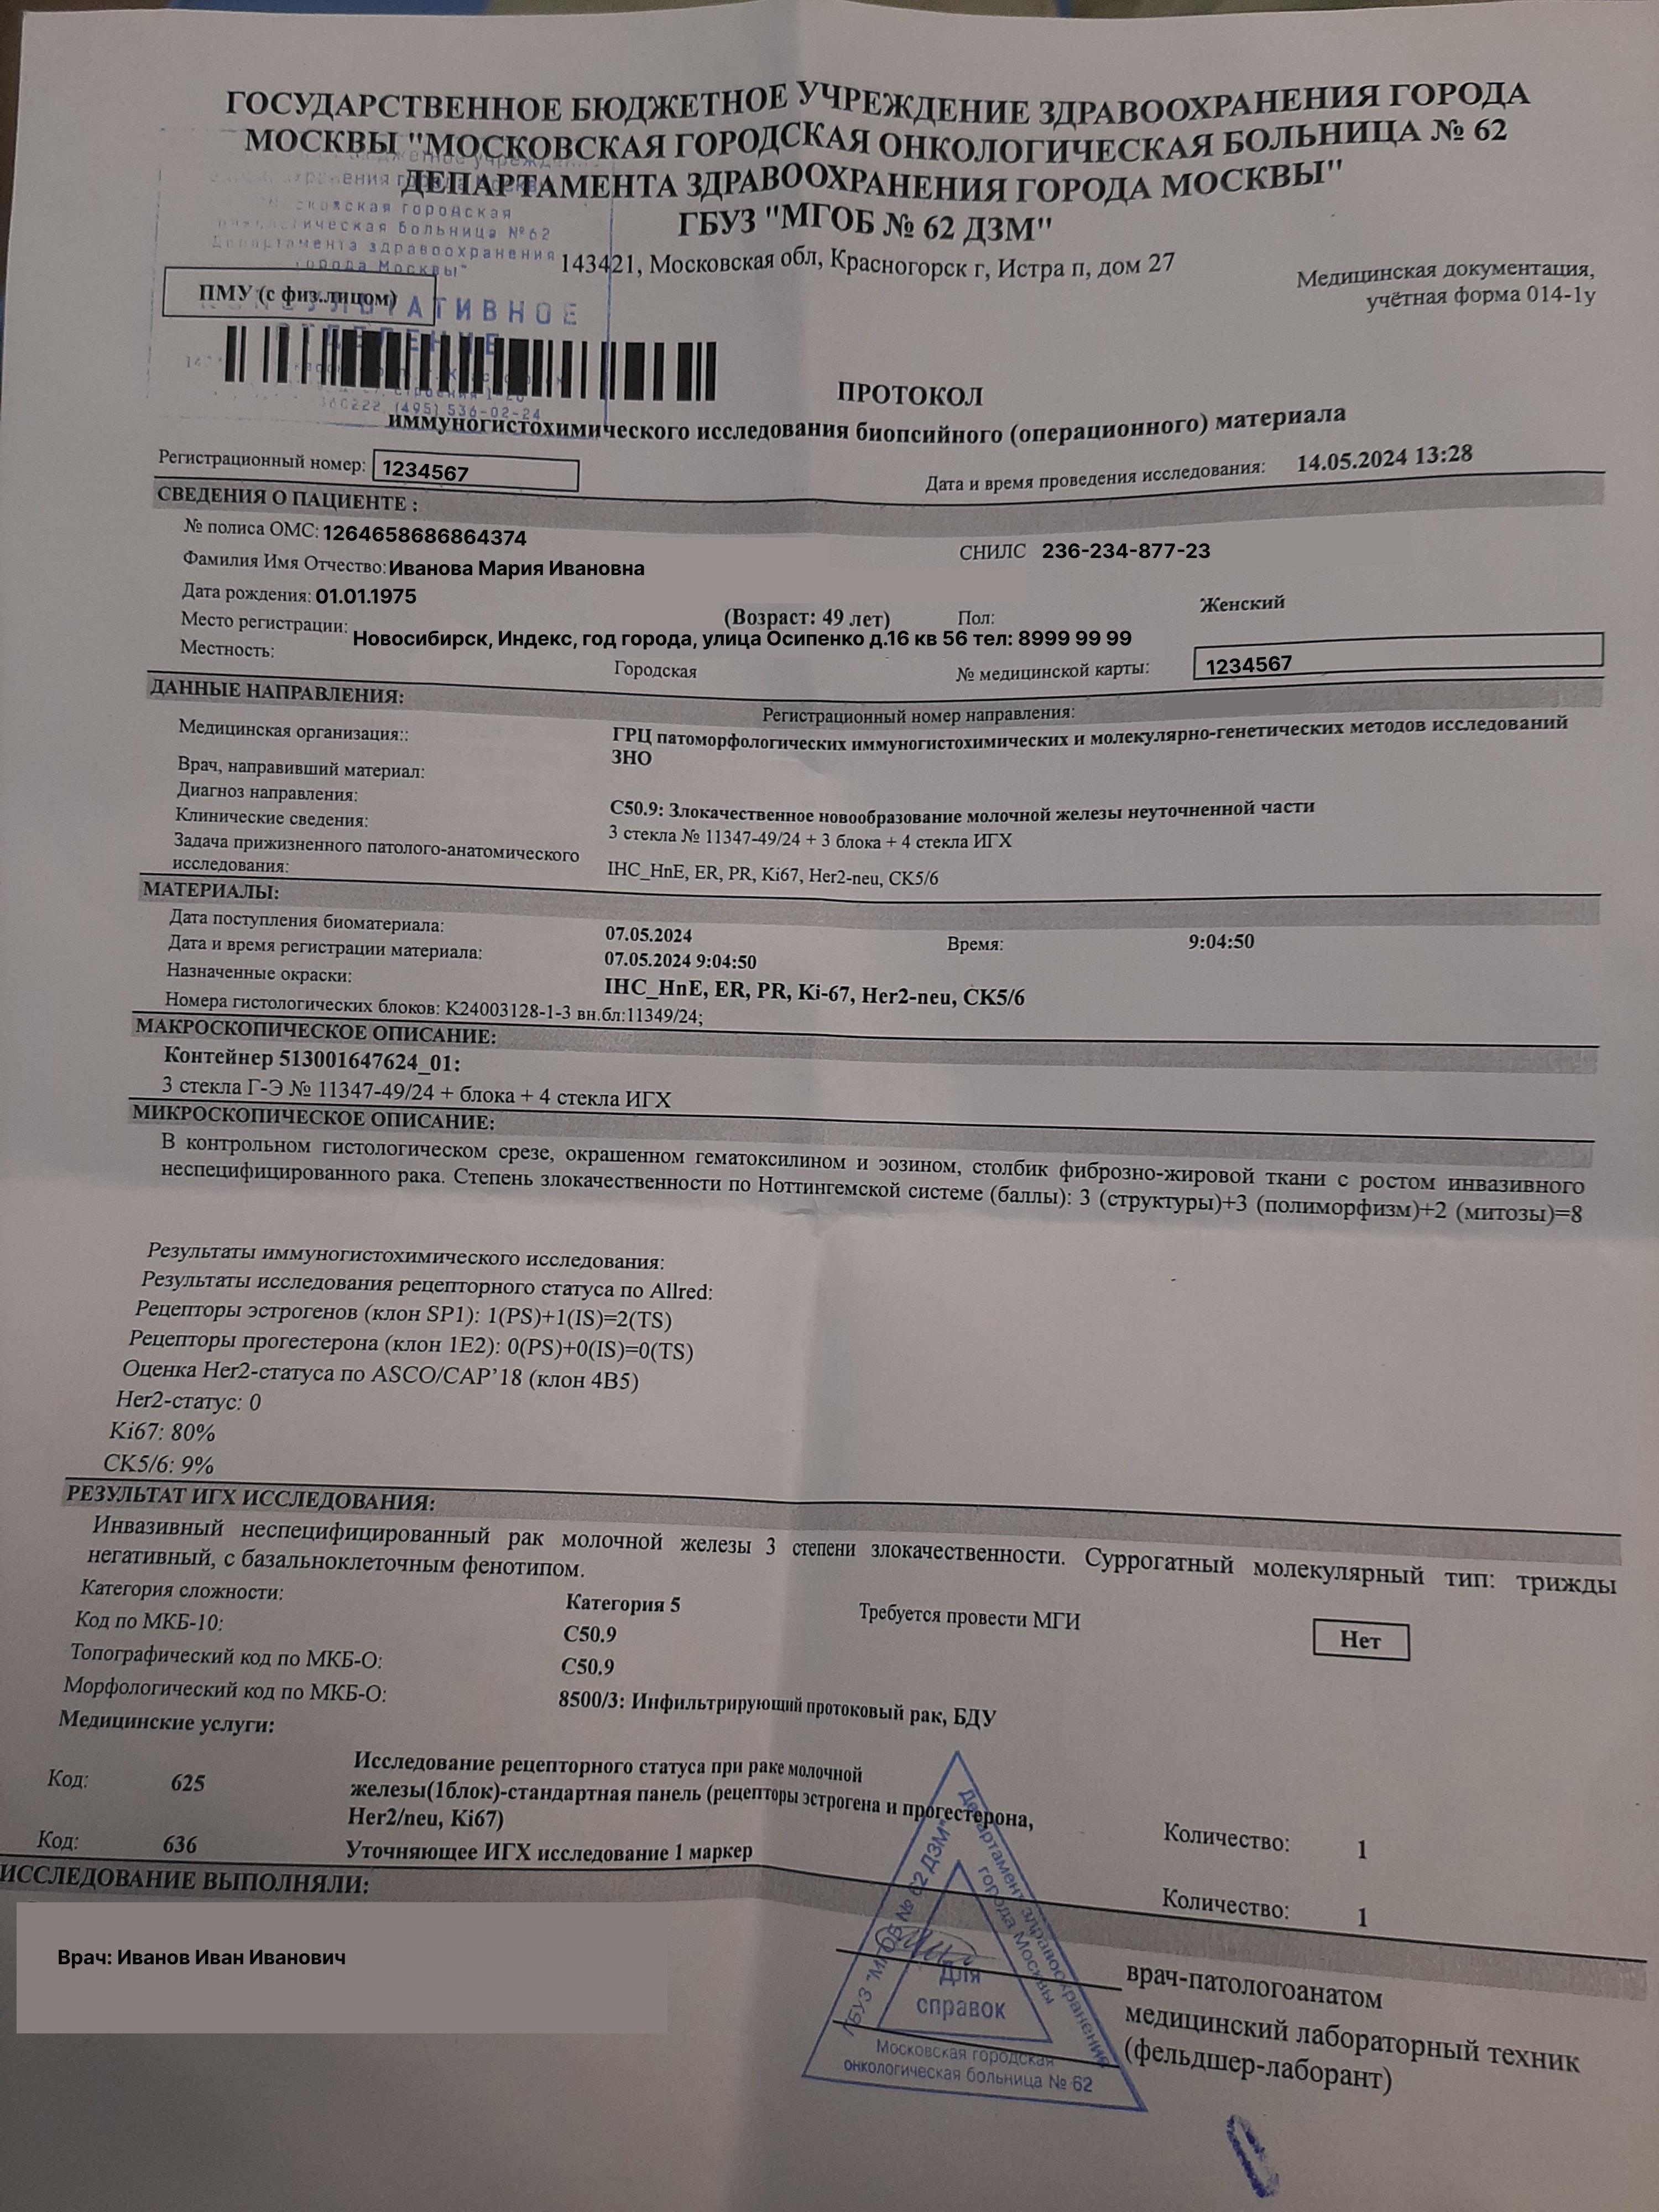 ГОСУДАРСТВЕННОЕ БЮДЖЕТНОЕ УЧРЕЖДЕНИЕ ЗДРАВООХРАНЕНИЯ ГОРОДА
МОСКВЫ "МОСКОВСКАЯ ГОРОДСКАЯ ОНКОЛОГИЧЕСКАЯ БОЛЬНИЦА № 62
ДЕПАРТАМЕНТА ЗДРАВООХРАНЕНИЯ ГОРОДА МОСКВЫ"
ГБУЗ "МГОБ № 62 ДЗМ"
143421, Московская обл, Красногорск г, Истра п, дом 27
Медицинская документация,
учётная форма 014-1у
городская
больница №62
Департамента здравоохранения
города Москвы"
ПМУ (с физ.лицом)
(495) 536-02-24
ПРОТОКОЛ
иммуногистохимического исследования биопсийного (операционного) материала
Регистрационный номер: 1234567
Дата и время проведения исследования: 14.05.2024 13:28
СВЕДЕНИЯ О ПАЦИЕНТЕ :
№ полиса ОМС: 1264658686864374
СНИЛС 236-234-877-23
Фамилия Имя Отчество: Иванова Мария Ивановна
Дата рождения: 01.01.1975 (Возраст: 49 лет) Пол: Женский
Место регистрации: Новосибирск, Индекс, год города, улица Осипенко д.16 кв 56 тел: 8999 99 99
Местность: Городская № медицинской карты: 1234567
ДАННЫЕ НАПРАВЛЕНИЯ:
Регистрационный номер направления:
Медицинская организация:: ГРЦ патоморфологических иммуногистохимических и молекулярно-генетических методов исследований
ЗНО
Врач, направивший материал:
Диагноз направления: C50.9: Злокачественное новообразование молочной железы неуточненной части
Клинические сведения: 3 стекла № 11347-49/24 + 3 блока + 4 стекла ИГХ
Задача прижизненного патолого-анатомического
исследования: IHC_HnE, ER, PR, Ki67, Her2-neu, CK5/6
МАТЕРИАЛЫ:
Дата поступления биоматериала: 07.05.2024 Время: 9:04:50
Дата и время регистрации материала: 07.05.2024 9:04:50
Назначенные окраски: IHC_HnE, ER, PR, Ki-67, Her2-neu, CK5/6
Номера гистологических блоков: K24003128-1-3 вн.бл:11349/24;
МАКРОСКОПИЧЕСКОЕ ОПИСАНИЕ:
Контейнер 513001647624_01:
3 стекла Г-Э № 11347-49/24 + блока + 4 стекла ИГХ
МИКРОСКОПИЧЕСКОЕ ОПИСАНИЕ:
В контрольном гистологическом срезе, окрашенном гематоксилином и эозином, столбик фиброзно-жировой ткани с ростом инвазивного
неспецифицированного рака. Степень злокачественности по Ноттингемской системе (баллы): 3 (структуры)+3 (полиморфизм)+2 (митозы)=8
Результаты иммуногистохимического исследования:
Результаты исследования рецепторного статуса по Allred:
Рецепторы эстрогенов (клон SP1): 1(PS)+1(IS)=2(TS)
Рецепторы прогестерона (клон 1E2): 0(PS)+0(IS)=0(TS)
Оценка Her2-статуса по ASCO/CAP'18 (клон 4B5)
Her2-статус: 0
Ki67: 80%
CK5/6: 9%
РЕЗУЛЬТАТ ИГХ ИССЛЕДОВАНИЯ:
Инвазивный неспецифицированный рак молочной железы 3 степени злокачественности. Суррогатный молекулярный тип: трижды
негативный, с базальноклеточным фенотипом.
Категория сложности: Категория 5 Требуется провести МГИ Нет
Код по МКБ-10: C50.9
Топографический код по МКБ-О: C50.9
Морфологический код по МКБ-О: 8500/3: Инфильтрирующий протоковый рак, БДУ
Медицинские услуги:
Код: 625 Исследование рецепторного статуса при раке молочной
железы(1блок)-стандартная панель (рецепторы эстрогена и прогестерона,
Her2/neu, Ki67) Количество: 1
Код: 636 Уточняющее ИГХ исследование 1 маркер Количество: 1
ИССЛЕДОВАНИЕ ВЫПОЛНЯЛИ:
Врач: Иванов Иван Иванович
врач-патологоанатом
медицинский лабораторный техник
(фельдшер-лаборант)
ГБУЗ "МГОБ № 62 ДЗМ"
Департамент здравоохранения
города Москвы
Для
справок
Московская городская
онкологическая больница № 62